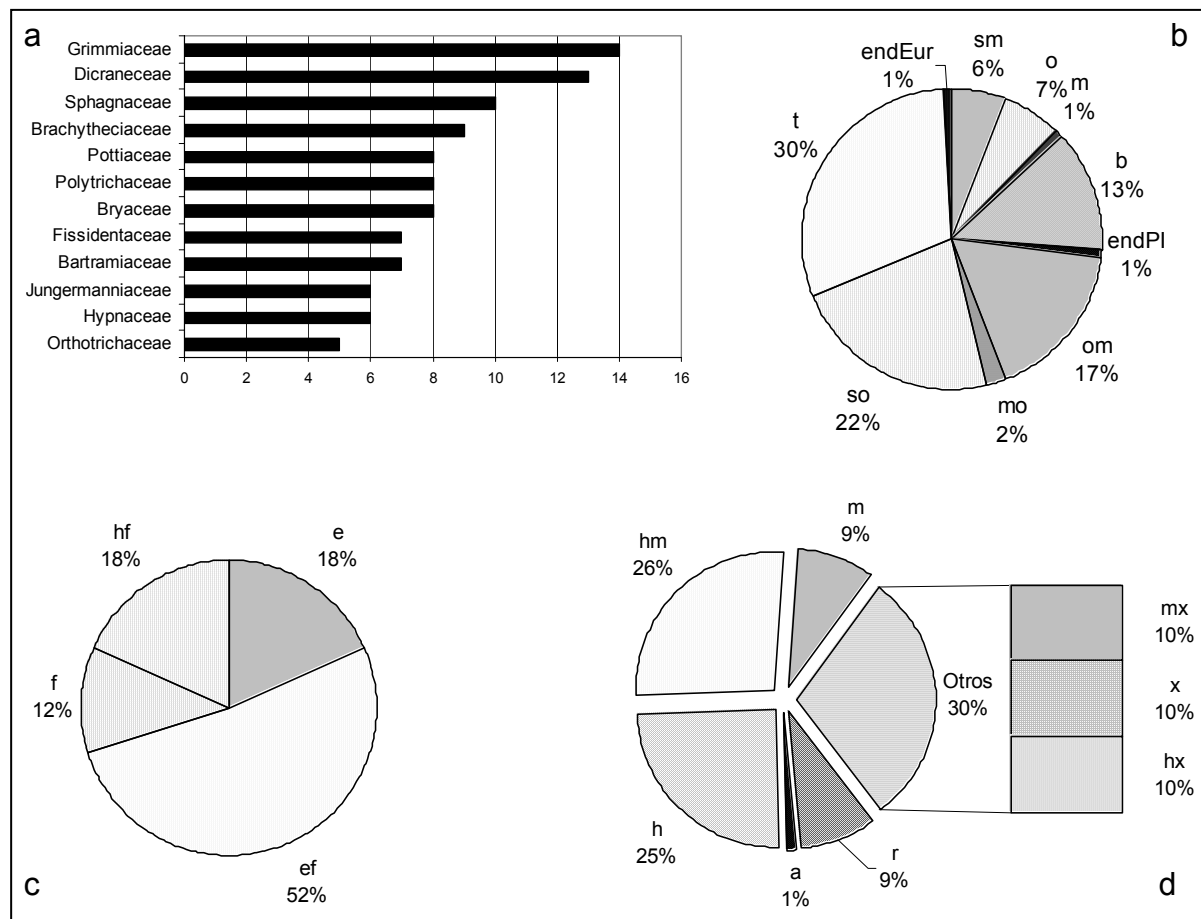 a
Grimmiaceae
Dicraneceae
Sphagnaceae
Brachytheciaceae
Pottiaceae
Polytrichaceae
Bryaceae
Fissidentaceae
Bartramiaceae
Jungermanniaceae
Hypnaceae
Orthotrichaceae
0 2 4 6 8 10 12 14 16
b
endEur
1%
sm
6%
o
7%
m
1%
b
13%
endPI
1%
om
17%
mo
2%
so
22%
t
30%
c
hf
18%
e
18%
f
12%
ef
52%
d
hm
26%
m
9%
Otros
30%
mx
10%
x
10%
hx
10%
h
25%
a
1%
r
9%